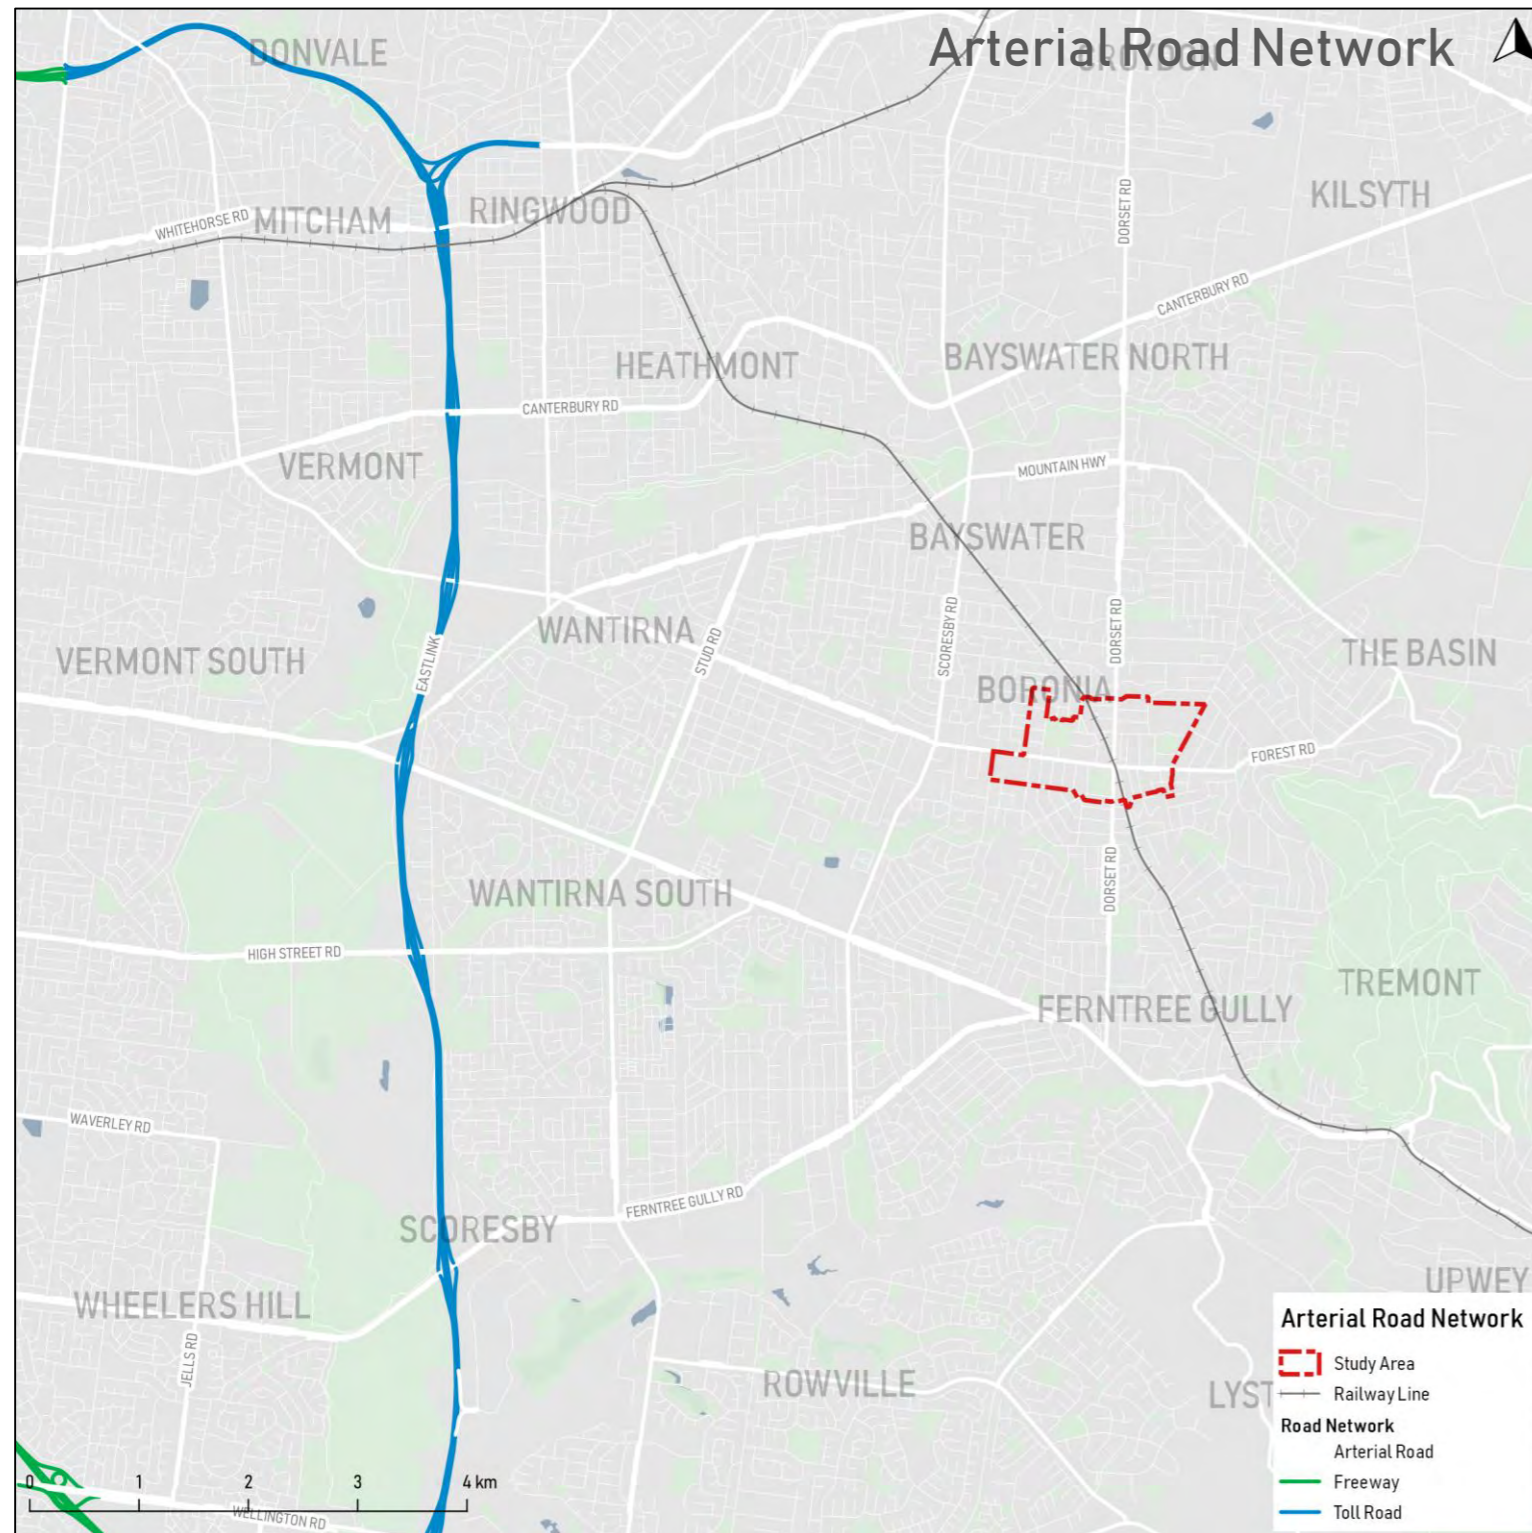 Arterial Road Network
DONVALE
CROYDON
KILSYTH
DORSET RD
WHITEHORSE RD
MITCHAM
RINGWOOD
CANTERBURY RD
HEATHMONT
BAYSWATER NORTH
CANTERBURY RD
VERMONT
MOUNTAIN HWY
BAYSWATER
WANTIRNA
STUD RD
SCORESBY RD
DORSET RD
THE BASIN
VERMONT SOUTH
EASTLINK
BORONIA
FOREST RD
WANTIRNA SOUTH
DORSET RD
HIGH STREET RD
TREMONT
FERNTREE GULLY
WAVERLEY RD
FERNTREE GULLY RD
SCORESBY
UPWEY
WHEELERS HILL
JELLS RD
ROWVILLE
LYST
Arterial Road Network
Study Area
Railway Line
Road Network
Arterial Road
Freeway
Toll Road
0 1 2 3 4 km
WELLINGTON RD